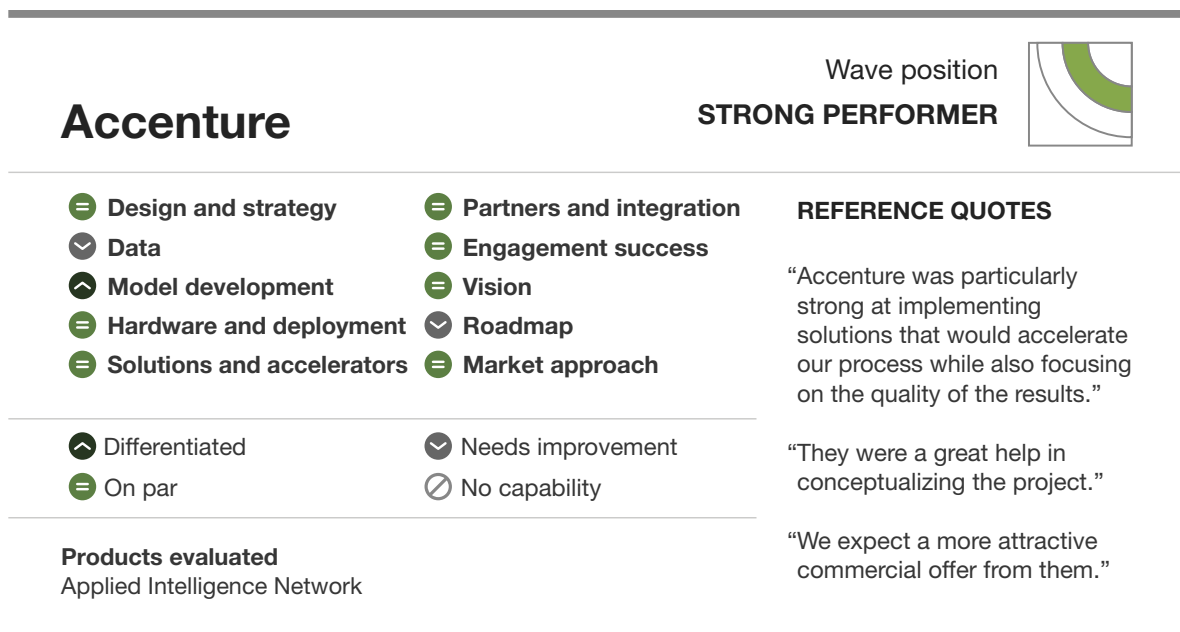 Wave position
STRONG PERFORMER
Accenture
Design and strategy
Data
Model development
Hardware and deployment
Solutions and accelerators
Partners and integration
Engagement success
Vision
Roadmap
Market approach
Differentiated
On par
Needs improvement
No capability
Products evaluated
Applied Intelligence Network
REFERENCE QUOTES
“Accenture was particularly
strong at implementing
solutions that would accelerate
our process while also focusing
on the quality of the results.”
“They were a great help in
conceptualizing the project.”
“We expect a more attractive
commercial offer from them.”